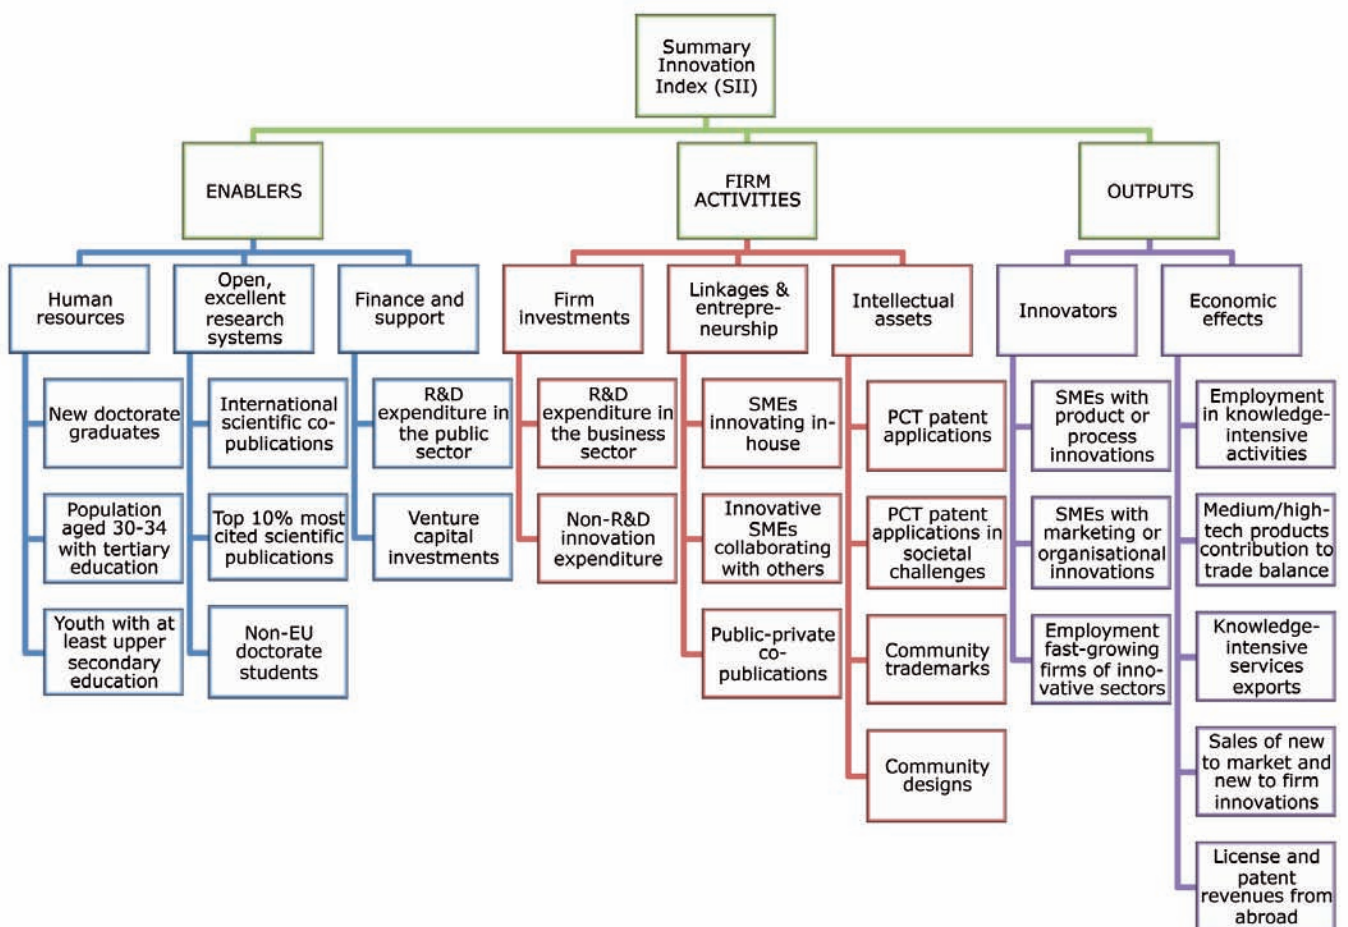 Summary
Innovation
Index (SII)
ENABLERS
FIRM
ACTIVITIES
OUTPUTS
Human
resources
Open,
excellent
research
systems
Finance and
support
Firm
investments
Linkages &
entrepre-
neurship
Intellectual
assets
Innovators
Economic
effects
New doctorate
graduates
Population
aged 30-34
with tertiary
education
Youth with at
least upper
secondary
education
International
scientific co-
publications
Top 10% most
cited scientific
publications
Non-EU
doctorate
students
R&D
expenditure in
the public
sector
Venture
capital
investments
R&D
expenditure in
the business
sector
Non-R&D
innovation
expenditure
SMEs
innovating in-
house
Innovative
SMEs
collaborating
with others
Public-private
co-
publications
PCT patent
applications
PCT patent
applications in
societal
challenges
Community
trademarks
Community
designs
SMEs with
product or
process
innovations
SMEs with
marketing or
organisational
innovations
Employment
fast-growing
firms of inno-
vative sectors
Employment
in knowledge-
intensive
activities
Medium/high-
tech products
contribution to
trade balance
Knowledge-
intensive
services
exports
Sales of new
to market and
new to firm
innovations
License and
patent
revenues from
abroad